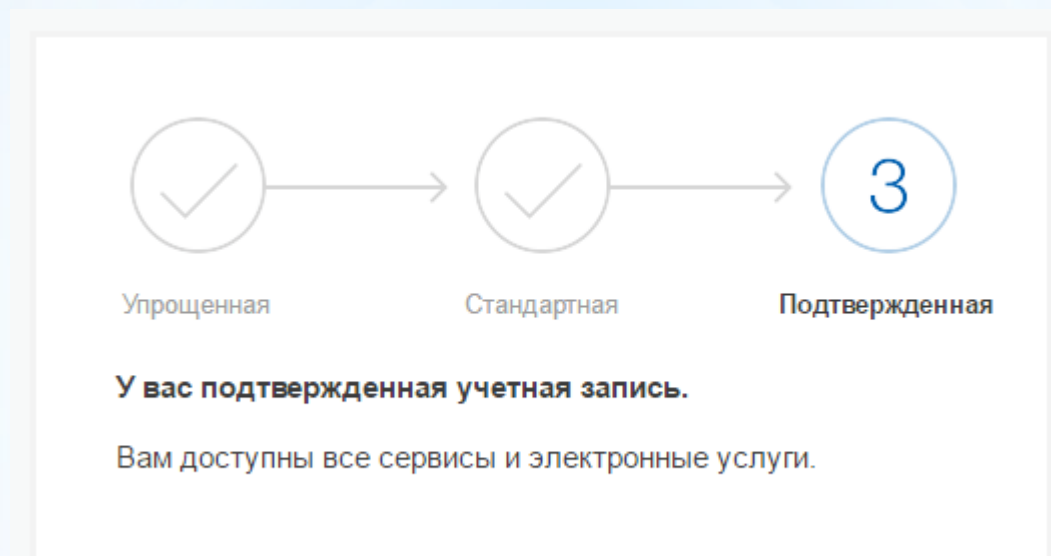 3
Упрощенная
Стандартная
Подтвержденная
У вас подтвержденная учетная запись.
Вам доступны все сервисы и электронные услуги.